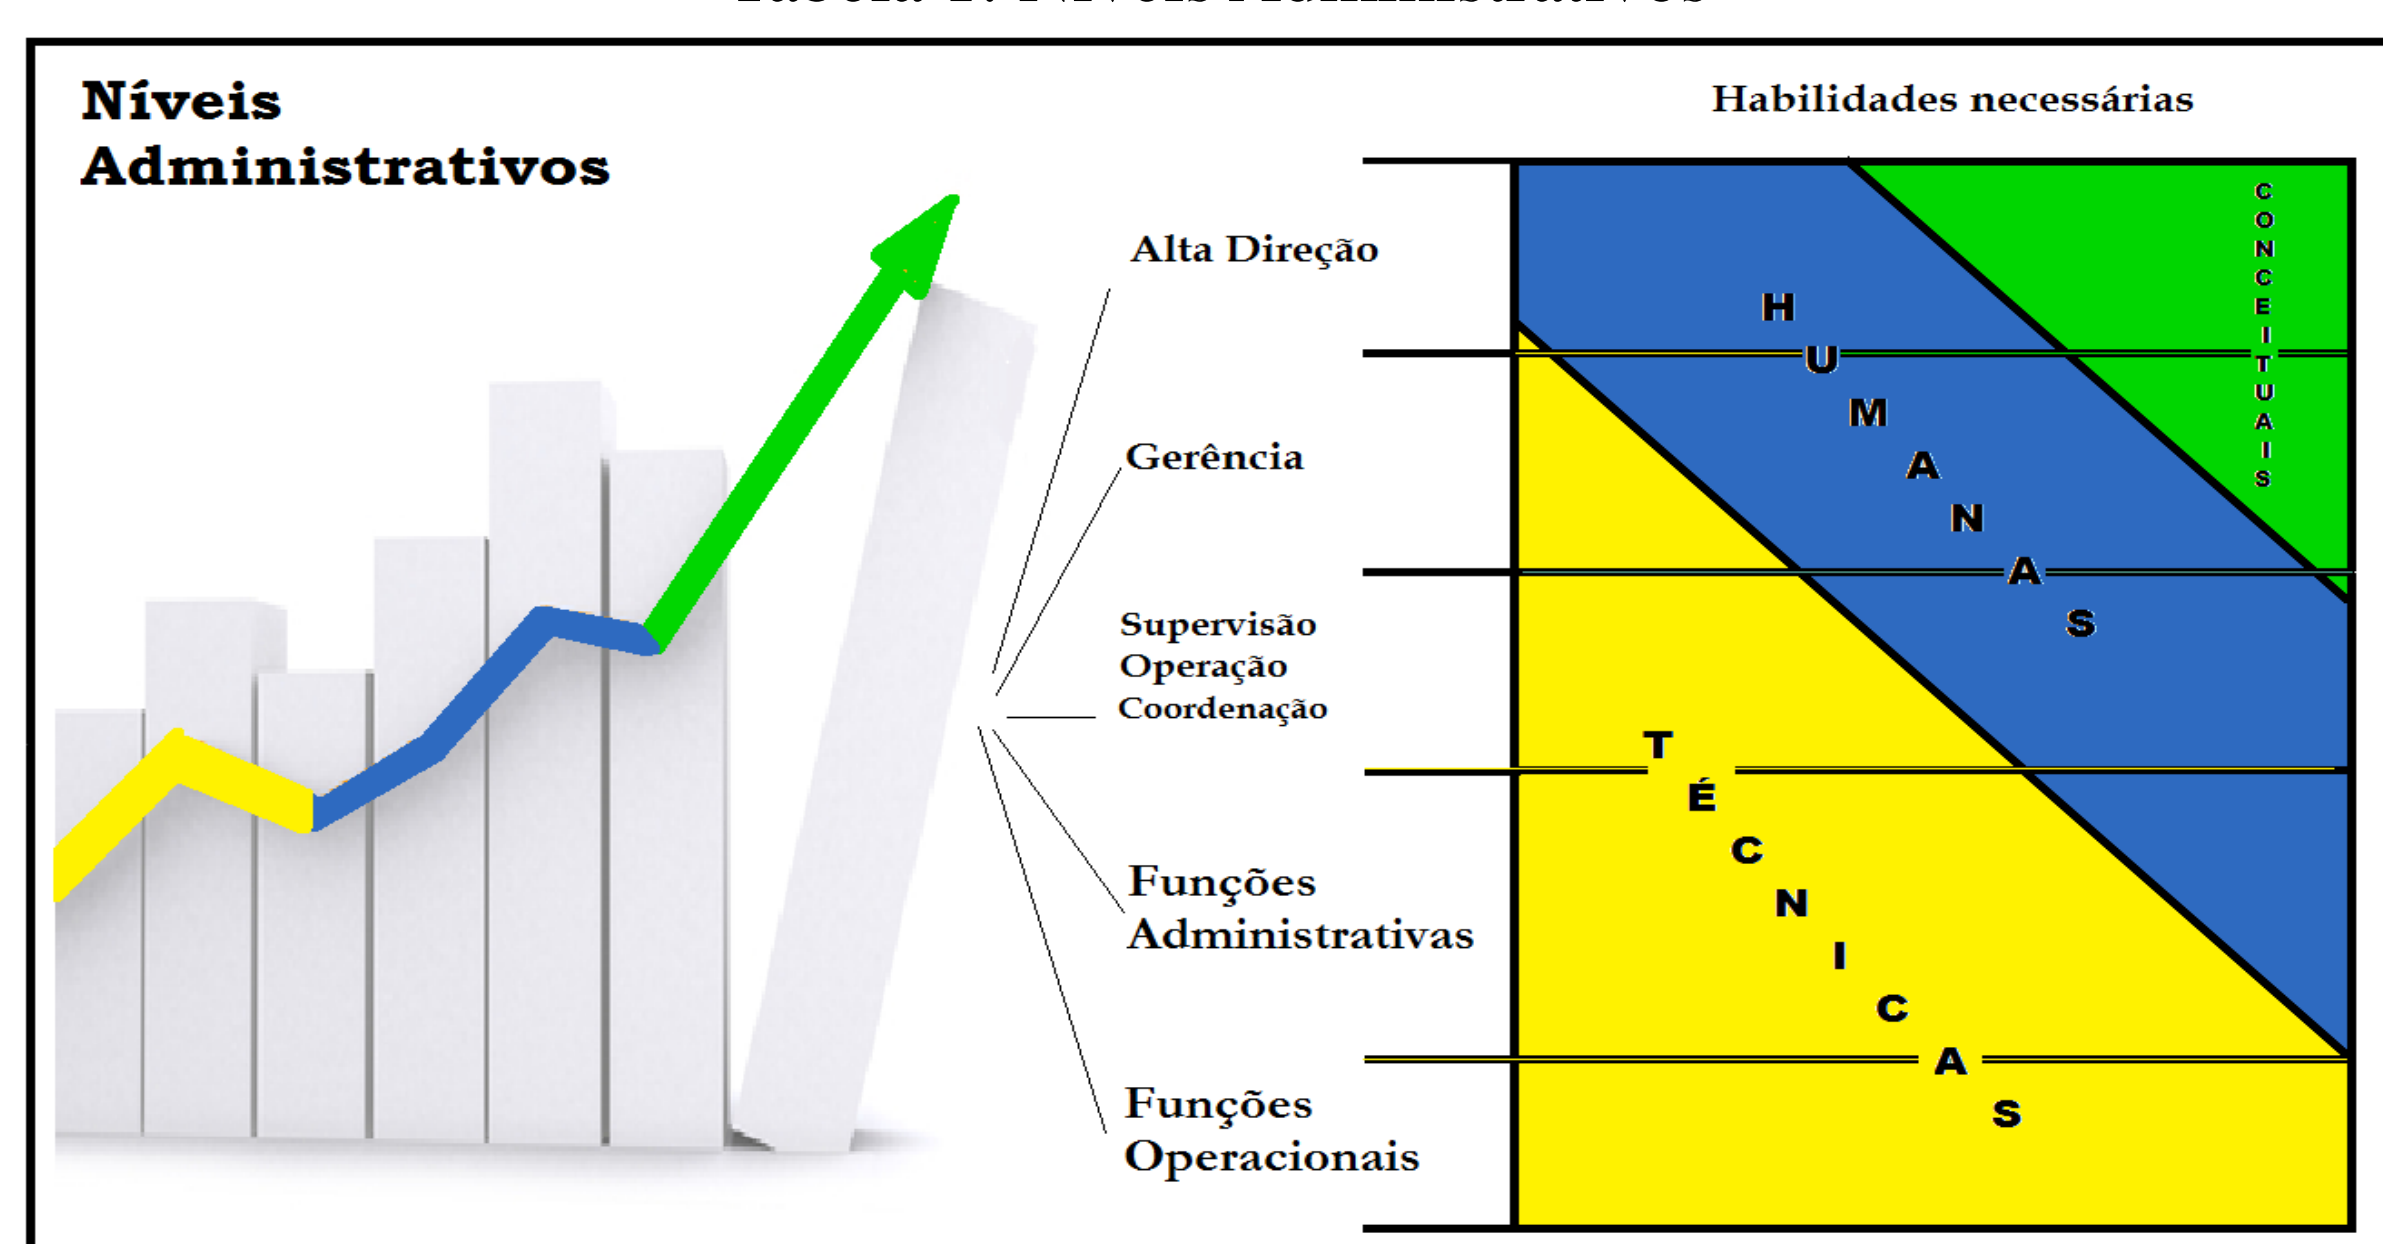 Níveis
Administrativos
Habilidades necessárias
Alta Direção
Gerência
Supervisão
Operação
Coordenação
Funções
Administrativas
Funções
Operacionais
CONCEITUAIS
HUMANAS
TÉCNICAS